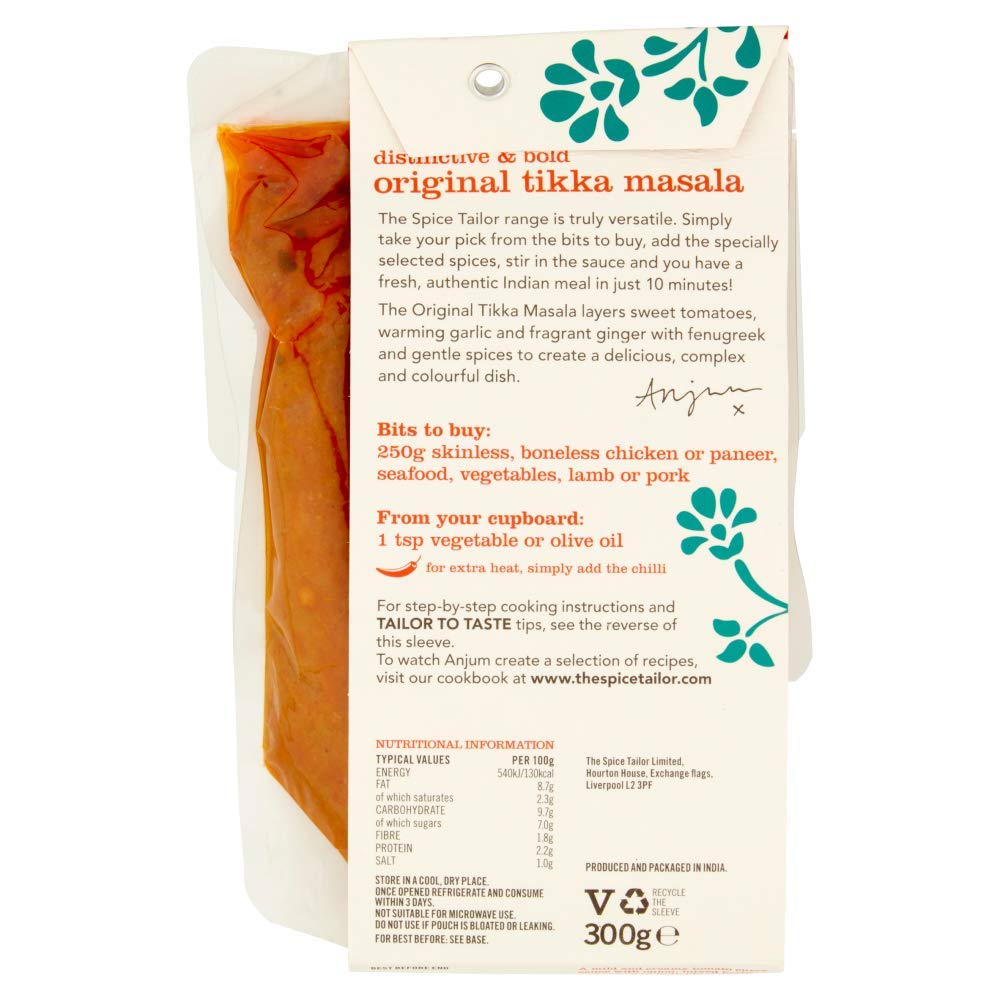 distinctive & bold
original tikka masala
The Spice Tailor range is truly versatile. Simply
take your pick from the bits to buy, add the specially
selected spices, stir in the sauce and you have a
fresh, authentic Indian meal in just 10 minutes!
The Original Tikka Masala layers sweet tomatoes,
warming garlic and fragrant ginger with fenugreek
and gentle spices to create a delicious, complex
and colourful dish.
Anjum
x
Bits to buy:
250g skinless, boneless chicken or paneer,
seafood, vegetables, lamb or pork
From your cupboard:
1 tsp vegetable or olive oil
for extra heat, simply add the chilli
For step-by-step cooking instructions and
TAILOR TO TASTE tips, see the reverse of
this sleeve.
To watch Anjum create a selection of recipes,
visit our cookbook at www.thespicetailor.com
NUTRITIONAL INFORMATION
TYPICAL VALUES PER 100g
ENERGY 540kJ/130kcal
FAT 8.7g
of which saturates 2.3g
CARBOHYDRATE 9.7g
of which sugars 7.0g
FIBRE 1.8g
PROTEIN 2.2g
SALT 1.0g
STORE IN A COOL, DRY PLACE.
ONCE OPENED REFRIGERATE AND CONSUME
WITHIN 3 DAYS.
NOT SUITABLE FOR MICROWAVE USE.
DO NOT USE IF POUCH IS BLOATED OR LEAKING.
FOR BEST BEFORE: SEE BASE.
The Spice Tailor Limited,
Hourton House, Exchange flags,
Liverpool L2 3PF
PRODUCED AND PACKAGED IN INDIA.
V
RECYCLE
THE
SLEEVE
300g e
BEST BEFORE END
A mild and creamy tomato